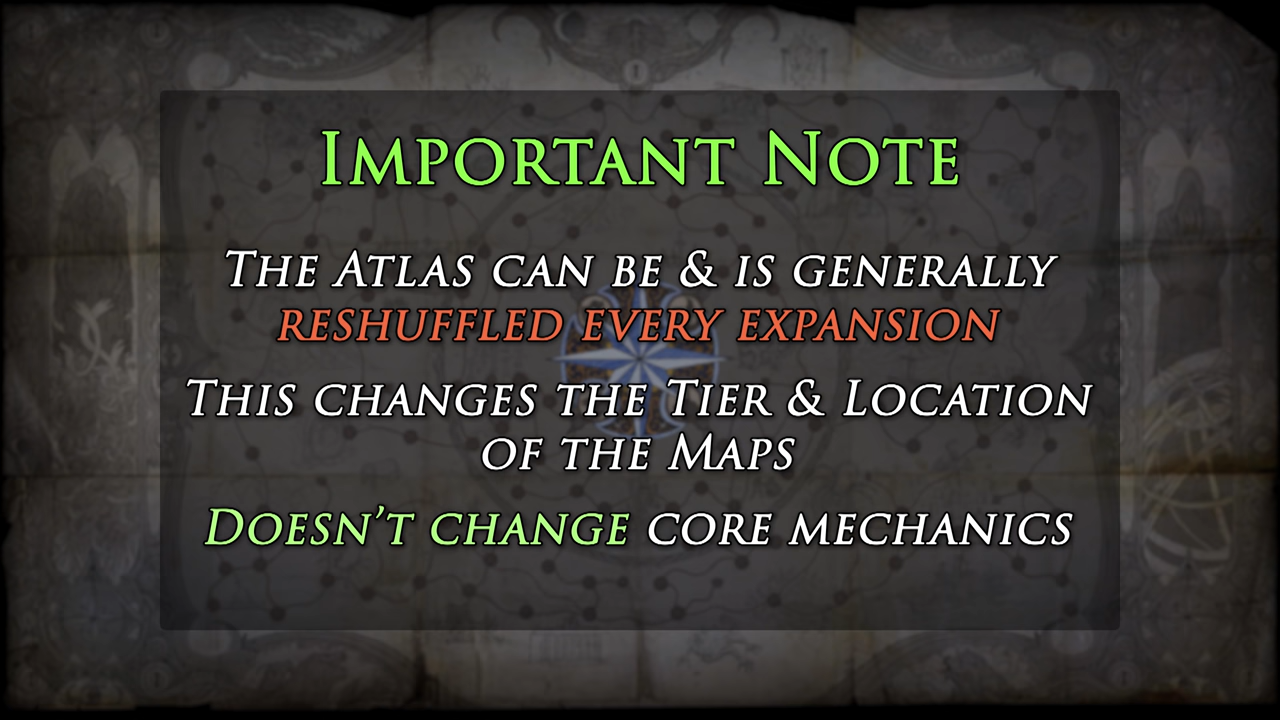 Important Note
The Atlas can be & is generally
reshuffled every expansion
This changes the Tier & Location
of the Maps
Doesn't change core mechanics